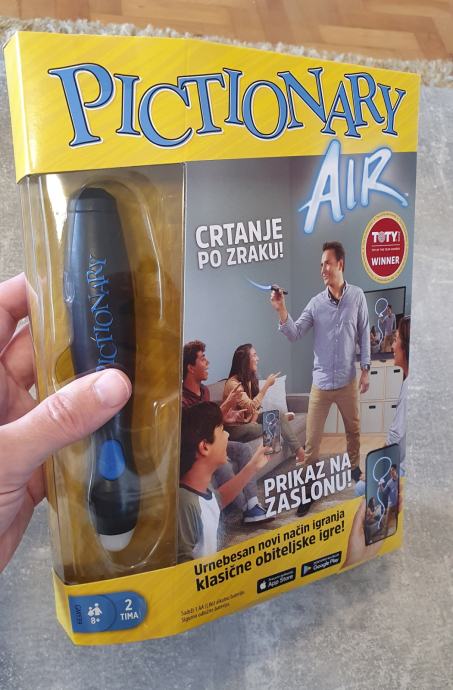 PICTIONARY
AIR
CRTANJE
PO ZRAKU!
TOTY
WINNER
PICTIONARY
PRIKAZ NA
ZASLONU!
Urnebesan novi način igranja
klasične obiteljske igre!
App Store
Google Play
8+
2
TIMA